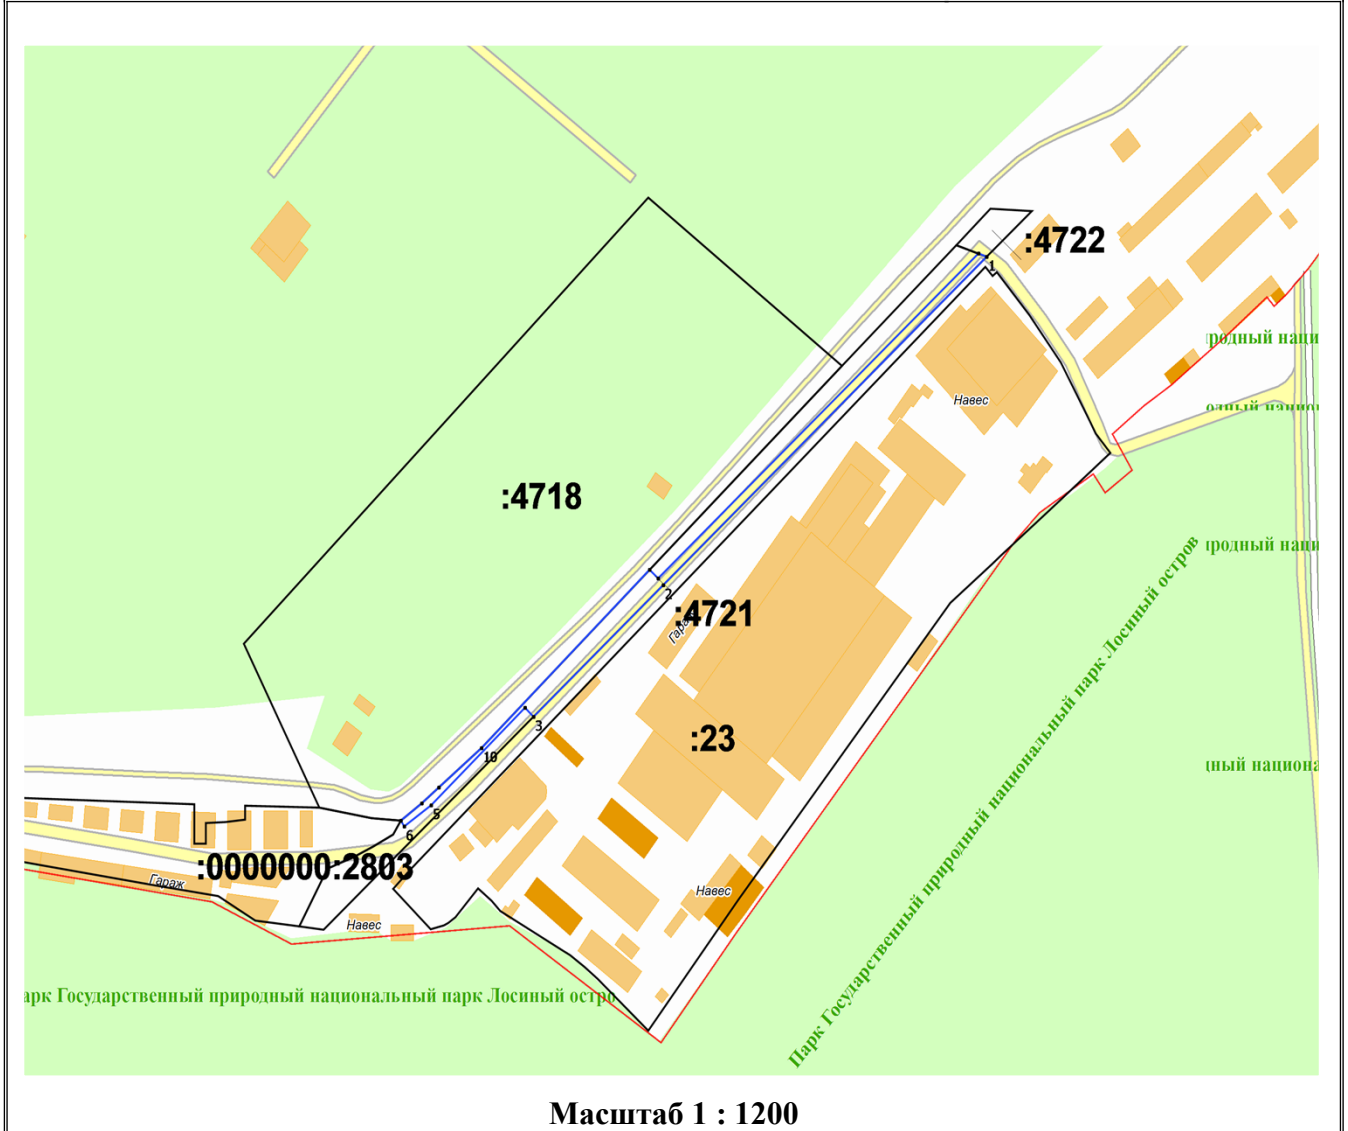 :4722
1
Навес
:4718
2
:4721
Гараж
3
:23
10
5
6
:0000000:2803
Гараж
Навес
Навес
родный наци
родный наци
ный национа
Парк Государственный природный национальный парк Лосиный остров
арк Государственный природный национальный парк Лосиный остро
Масштаб 1 : 1200